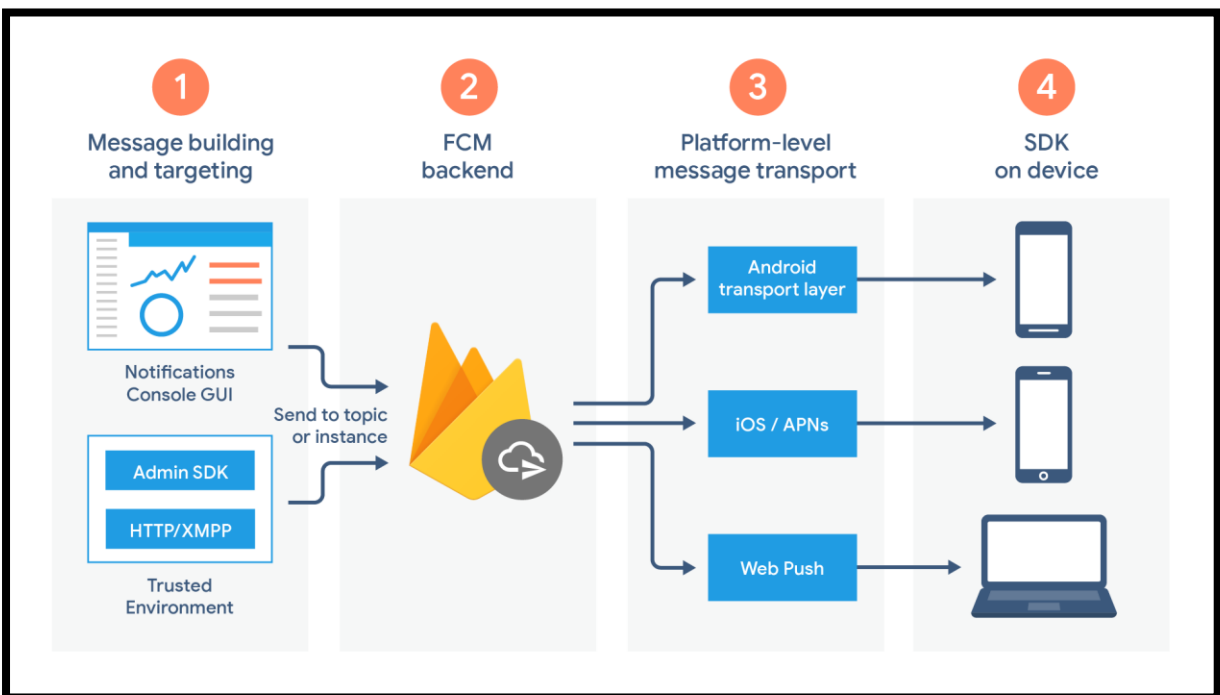 1
Message building
and targeting
2
FCM
backend
3
Platform-level
message transport
4
SDK
on device
Notifications
Console GUI
Admin SDK
HTTP/XMPP
Trusted
Environment
Send to topic
or instance
Android
transport layer
iOS / APNs
Web Push